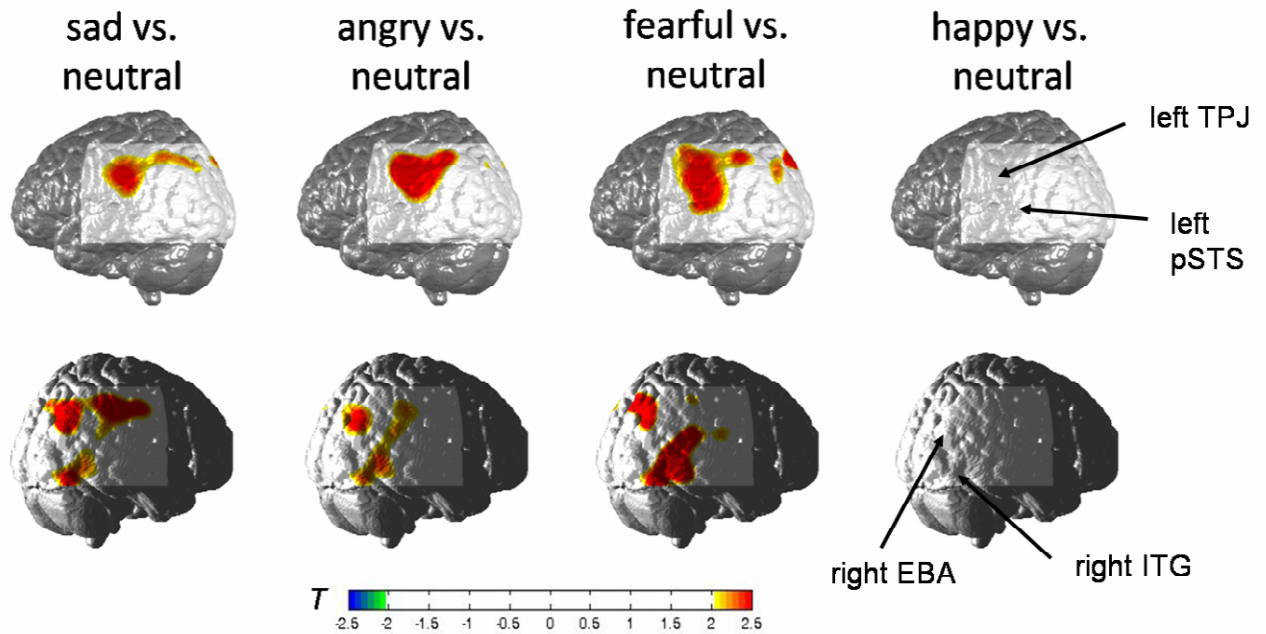 sad vs.
neutral
angry vs.
neutral
fearful vs.
neutral
happy vs.
neutral
left TPJ
left
pSTS
right EBA
right ITG
T
-2.5 -2 -1.5 -1 -0.5 0 0.5 1 1.5 2 2.5